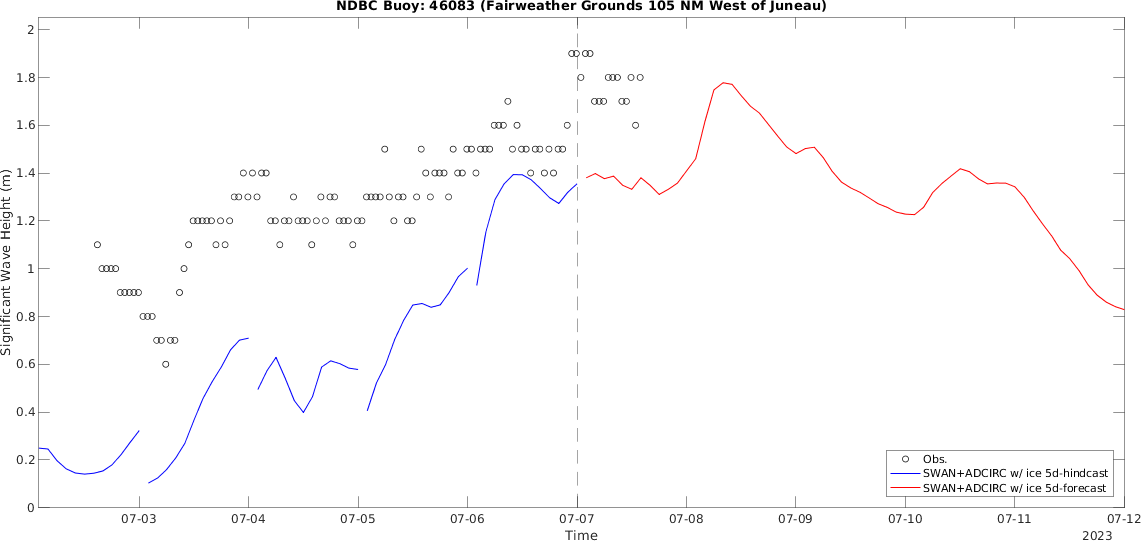 NDBC Buoy: 46083 (Fairweather Grounds 105 NM West of Juneau)
2
1.8
1.6
1.4
1.2
1
0.8
0.6
0.4
0.2
0
Significant Wave Height (m)
Obs.
SWAN+ADCIRC w/ ice 5d-hindcast
SWAN+ADCIRC w/ ice 5d-forecast
07-03 07-04 07-05 07-06 07-07 07-08 07-09 07-10 07-11 07-12
Time
2023